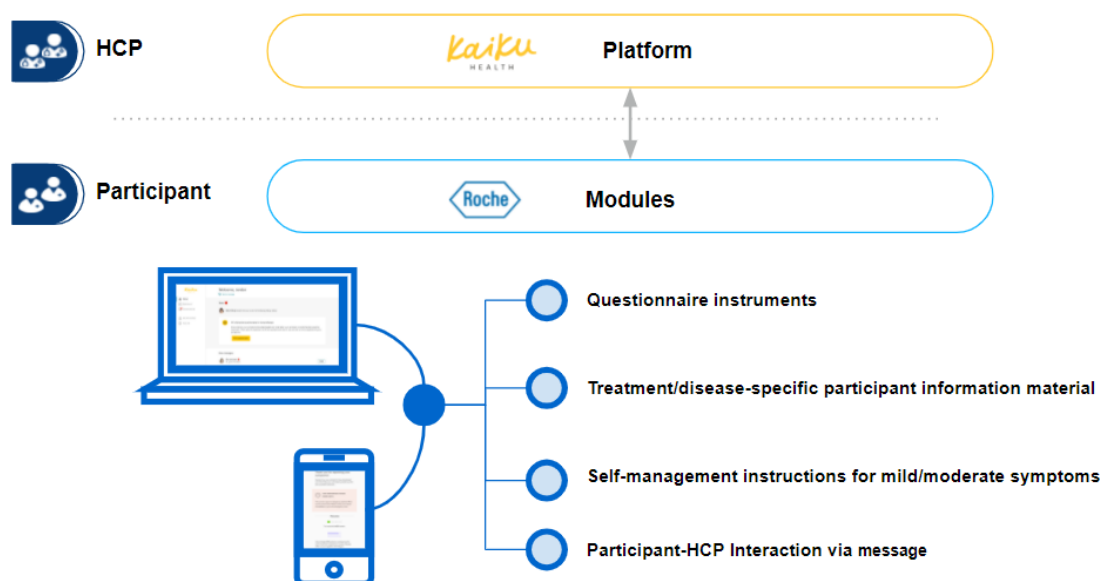 HCP
Kaiku
HEALTH
Platform
Participant
Roche
Modules
Questionnaire instruments
Treatment/disease-specific participant information material
Self-management instructions for mild/moderate symptoms
Participant-HCP Interaction via message